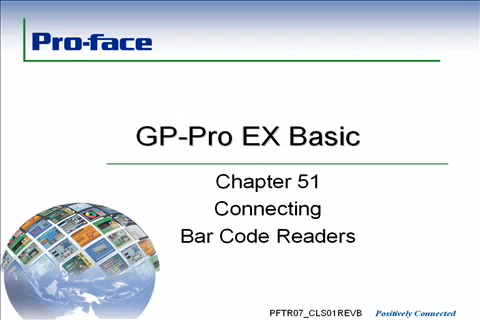 Pro-face
GP-Pro EX Basic
Chapter 51
Connecting
Bar Code Readers
PFTR07_CLS01REVB
Positively Connected